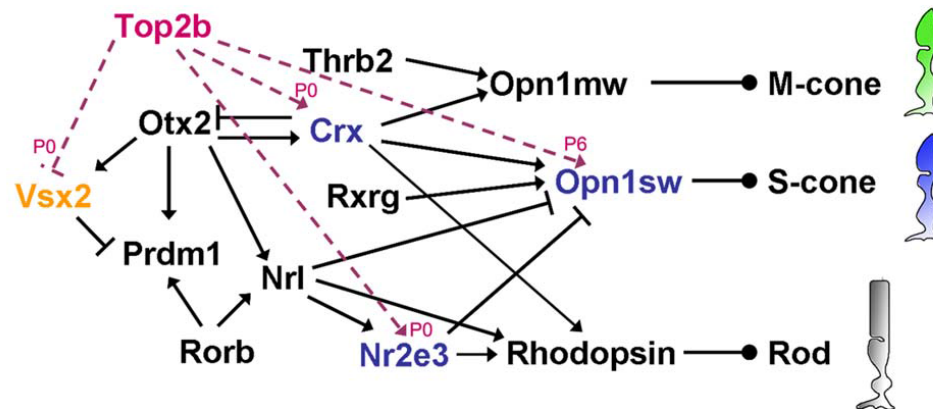 Top2b
Thrb2
Opn1mw
M-cone
P0
Otx2
Crx
P0
P6
Vsx2
Rxrg
Opn1sw
S-cone
Prdm1
Nrl
P0
Rorb
Nr2e3
Rhodopsin
Rod